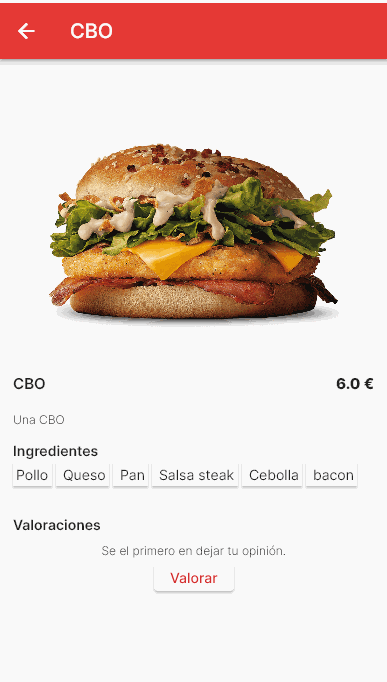 CBO
CBO 6.0 €
Una CBO
Ingredientes
Pollo Queso Pan Salsa steak Cebolla bacon
Valoraciones
Se el primero en dejar tu opinión.
Valorar